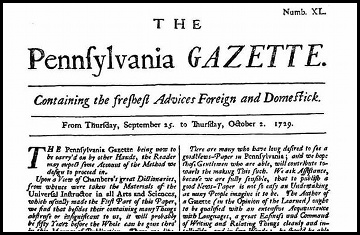 Numb. XL.
THE
Pennſylvania GAZETTE.
Containing the freſheſt Advices Foreign and Domeſtick.
From Thurſday, September 25. to Thurſday, October 2. 1729.
THE Pennſylvania Gazette being now to
be carry'd on by other Hands, the Reader
may expect ſome Account of the Method we
deſign to proceed in.
Upon a View of Chambers's great Dictionaries,
from whence were taken the Materials of the
Univerſal Inſtructor in all Arts and Sciences,
which uſually made the Firſt Part of this Paper,
we find that beſides their containing many Things
abſtruſe or inſignificant to us, it will probably
be fifty Years before the Whole can be gone thro'
There are many who have long deſired to ſee a
good News-Paper in Pennſylvania; and we hope
thoſe Gentlemen who are able, will contribute to-
wards the making This ſuch. We ask Aſſiſtance,
becauſe we are fully ſenſible, that to publiſh a
good News-Paper is not ſo eaſy an Undertaking
as many People imagine it to be. The Author of
a Gazette (in the Opinion of the Learned) ought
to be qualified with an extenſive Acquaintance
with Languages, a great Eaſineſs and Command
of Writing and Relating Things cleanly and in-